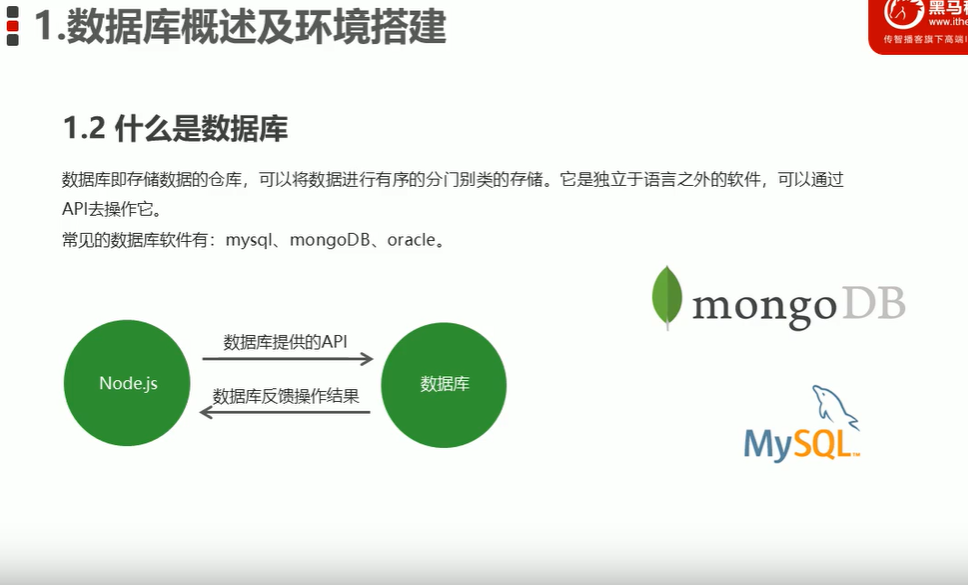 1.数据库概述及环境搭建
黑马
www.ithe
传智播客旗下高端I
1.2 什么是数据库
数据库即存储数据的仓库，可以将数据进行有序的分门别类的存储。它是独立于语言之外的软件，可以通过
API去操作它。
常见的数据库软件有：mysql、mongoDB、oracle。
mongoDB
数据库提供的API
Node.js
数据库
数据库反馈操作结果
MySQL™